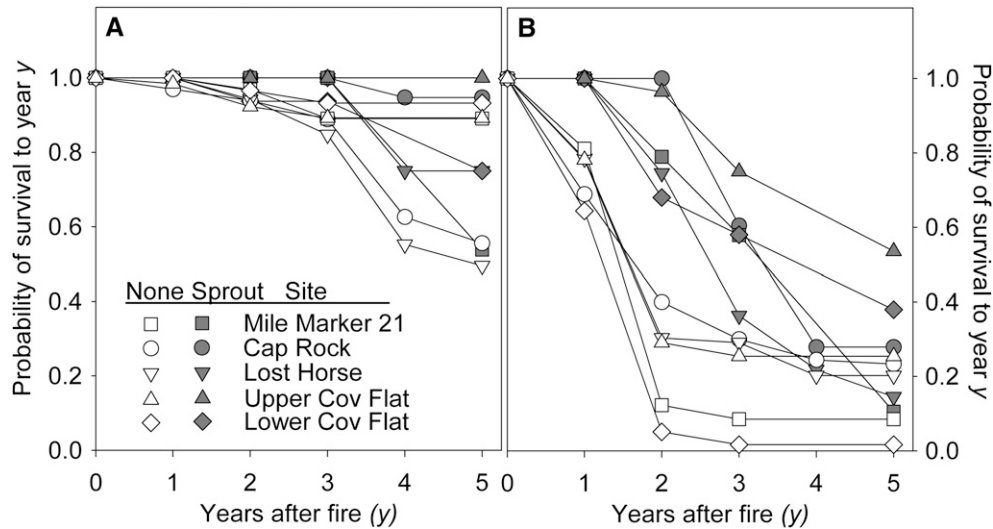 A
B
Probability of survival to year y
1.0
0.8
0.6
0.4
0.2
0.0
None Sprout Site
Mile Marker 21
Cap Rock
Lost Horse
Upper Cov Flat
Lower Cov Flat
0 1 2 3 4 5
Years after fire (y)
0 1 2 3 4 5
Years after fire (y)
1.0
0.8
0.6
0.4
0.2
0.0
Probability of survival to year y